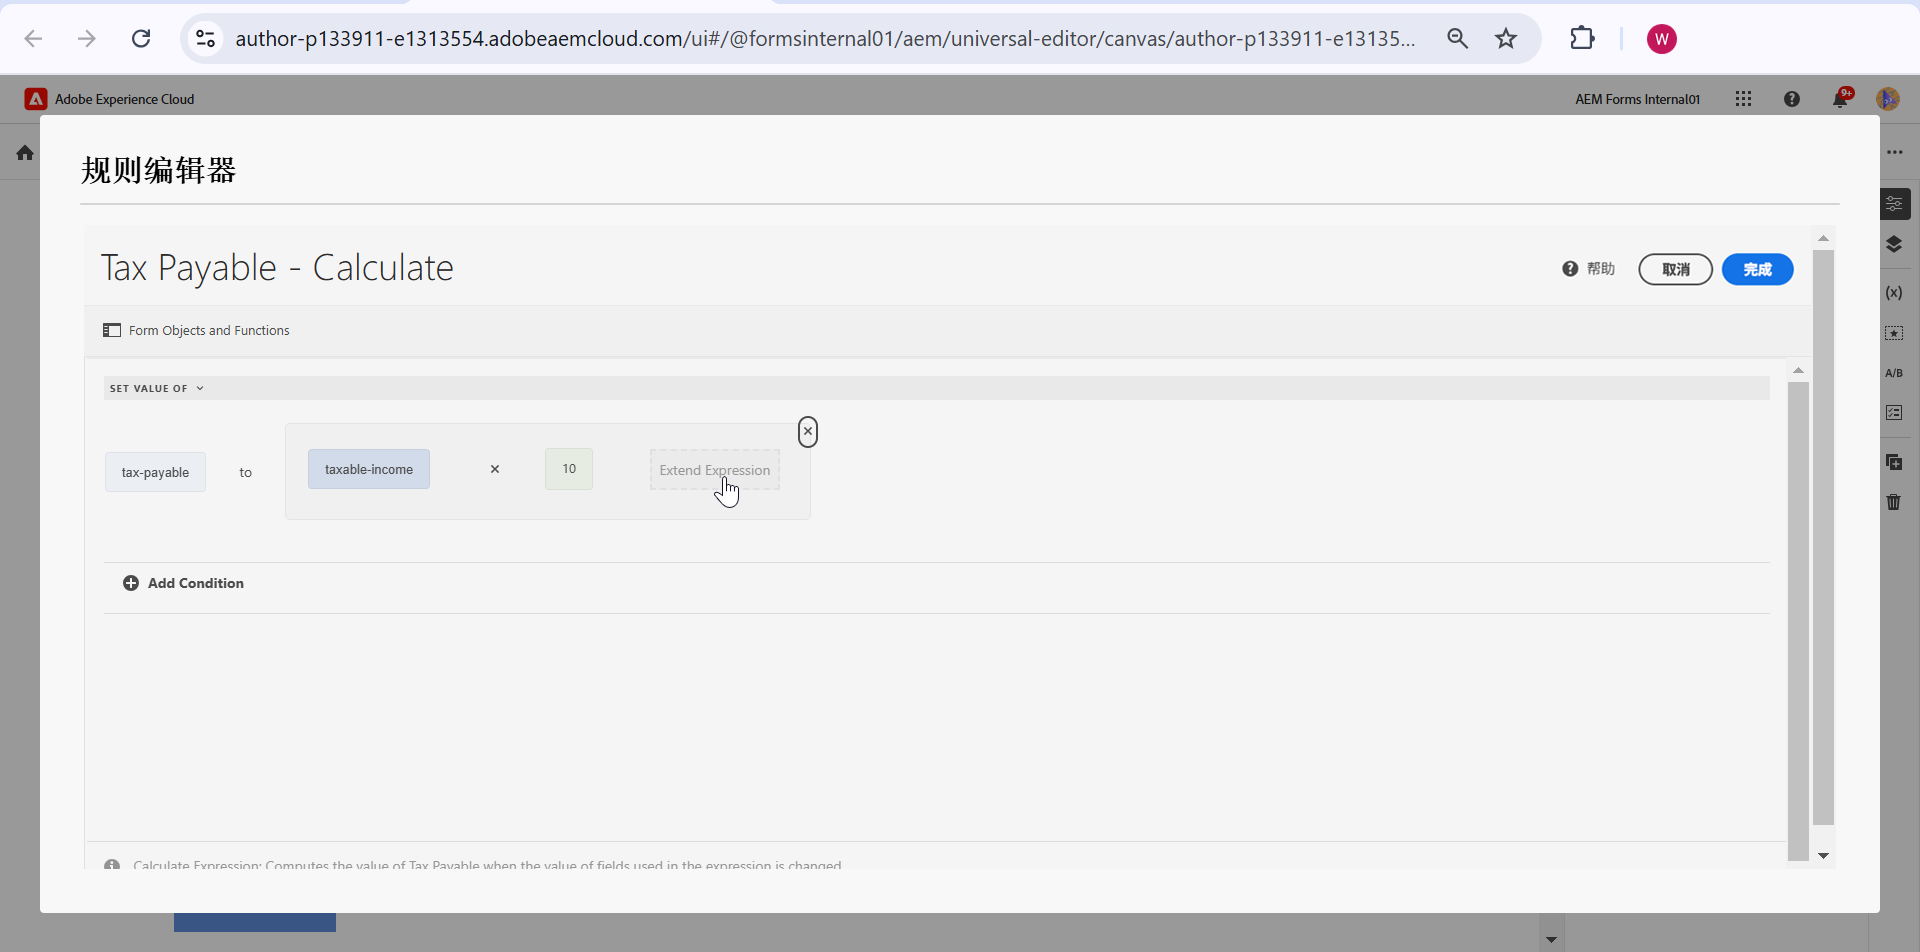 author-p133911-e1313554.adobeaemcloud.com/ui#/@formsinternal01/aem/universal-editor/canvas/author-p133911-e13135...
W
Adobe Experience Cloud
AEM Forms Internal01
9+
规则编辑器
Tax Payable - Calculate
帮助
取消
完成
Form Objects and Functions
(x)
A/B
SET VALUE OF
tax-payable
to
taxable-income
×
10
Extend Expression
Add Condition
Calculate Expression: Computes the value of Tax Payable when the value of fields used in the expression is changed